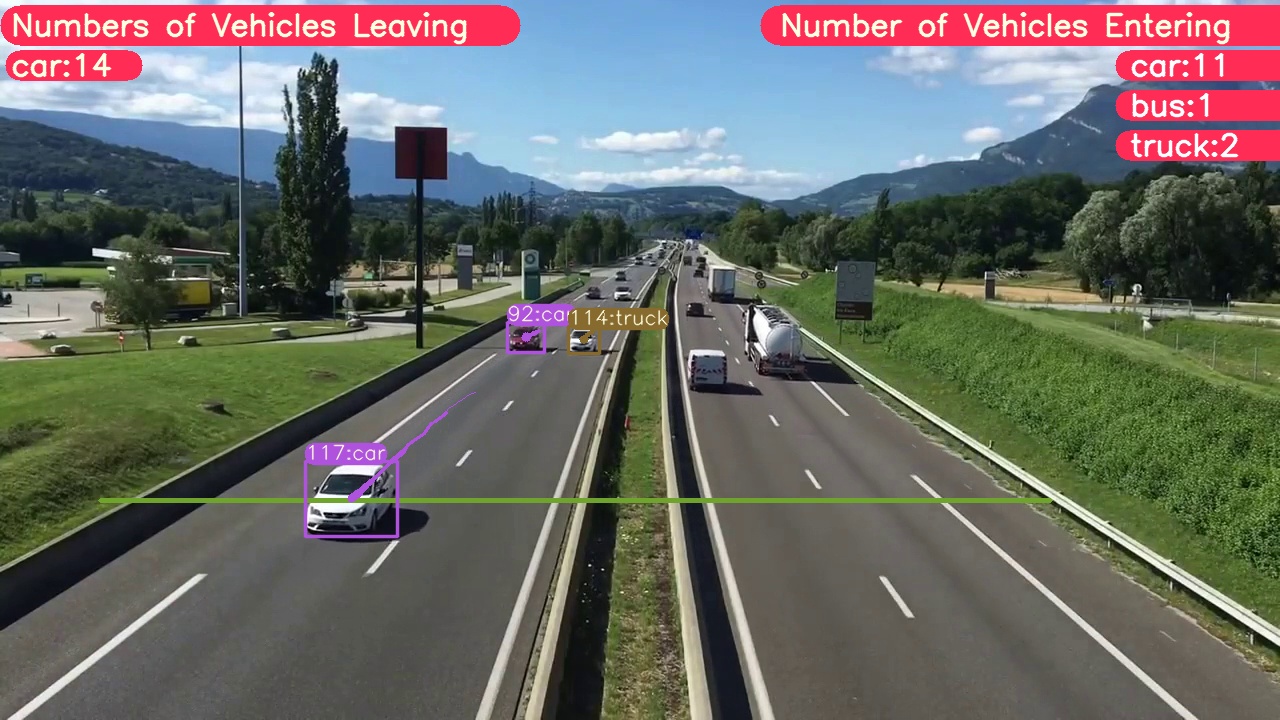 Numbers of Vehicles Leaving
car:14
Number of Vehicles Entering
car:11
bus:1
truck:2
92:car
114:truck
117:car